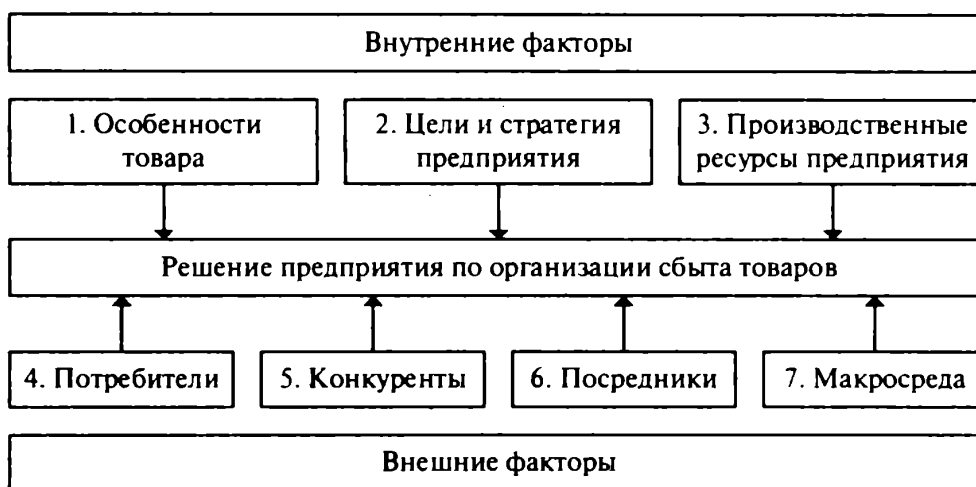 Внутренние факторы
1. Особенности
товара
2. Цели и стратегия
предприятия
3. Производственные
ресурсы предприятия
Решение предприятия по организации сбыта товаров
4. Потребители
5. Конкуренты
6. Посредники
7. Макросреда
Внешние факторы